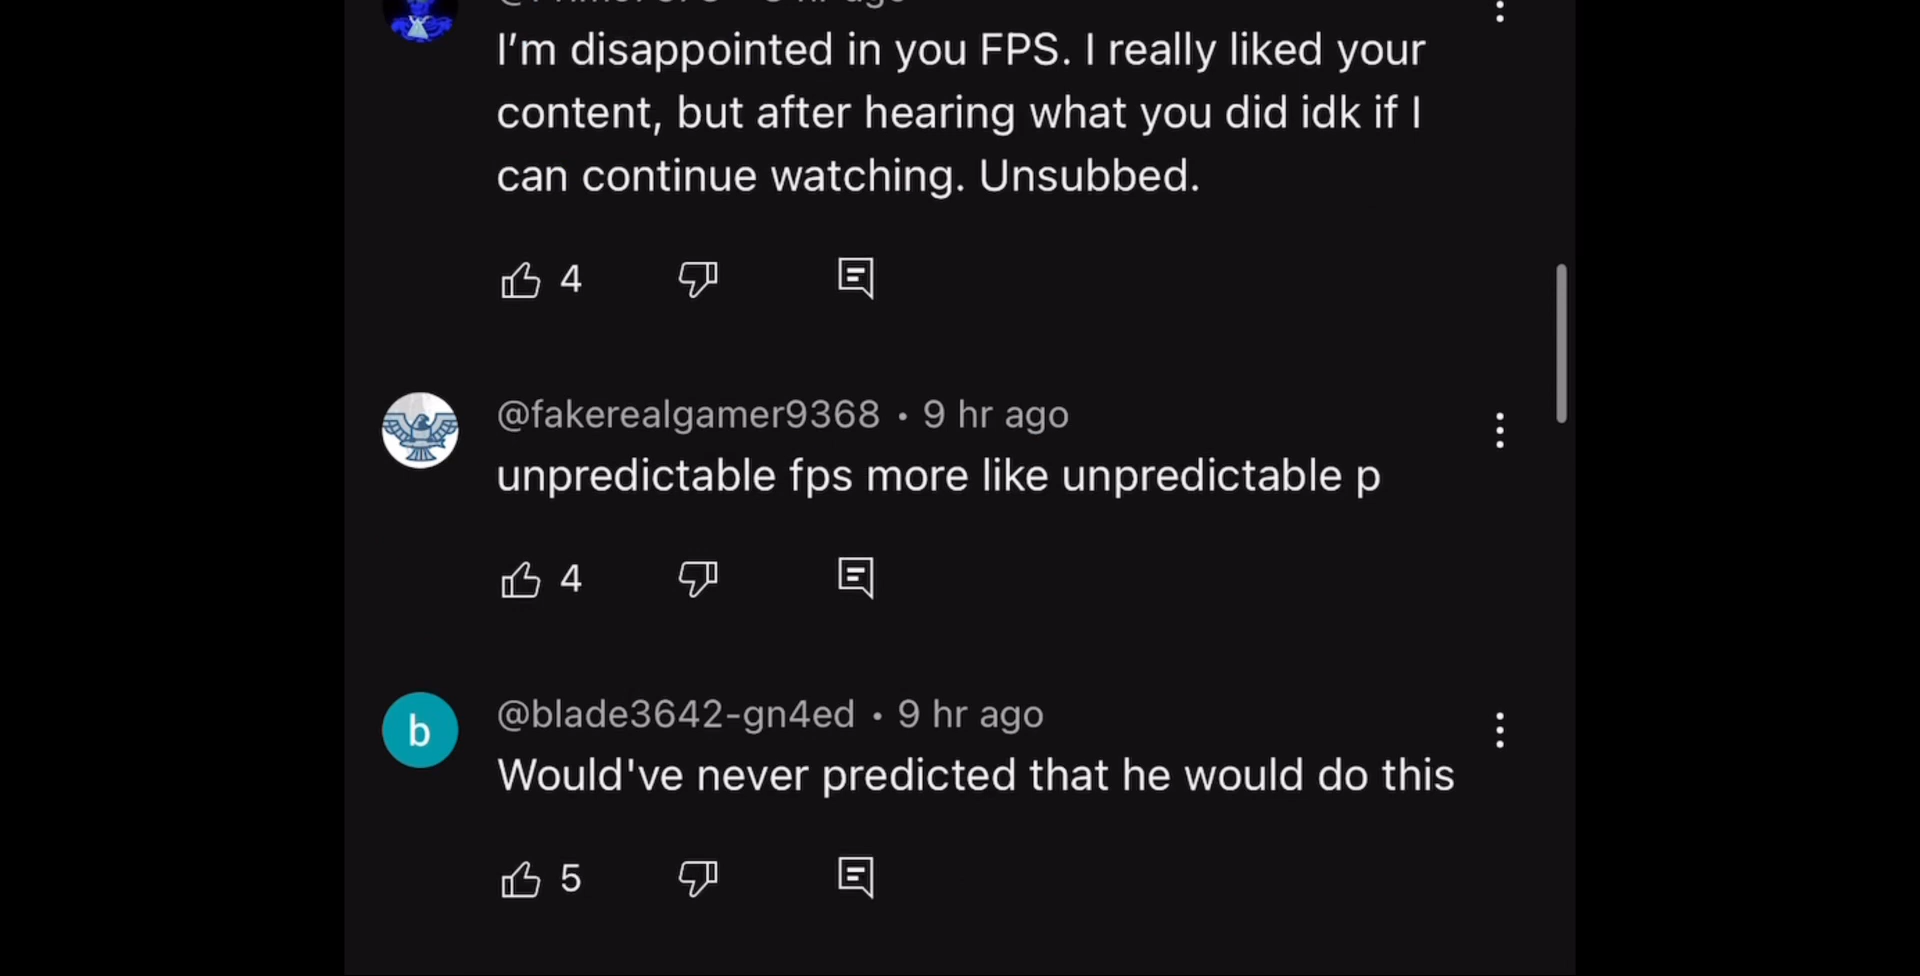 I'm disappointed in you FPS. I really liked your
content, but after hearing what you did idk if I
can continue watching. Unsubbed.
4
@fakerealgamer9368 • 9 hr ago
unpredictable fps more like unpredictable p
4
b
@blade3642-gn4ed • 9 hr ago
Would've never predicted that he would do this
5